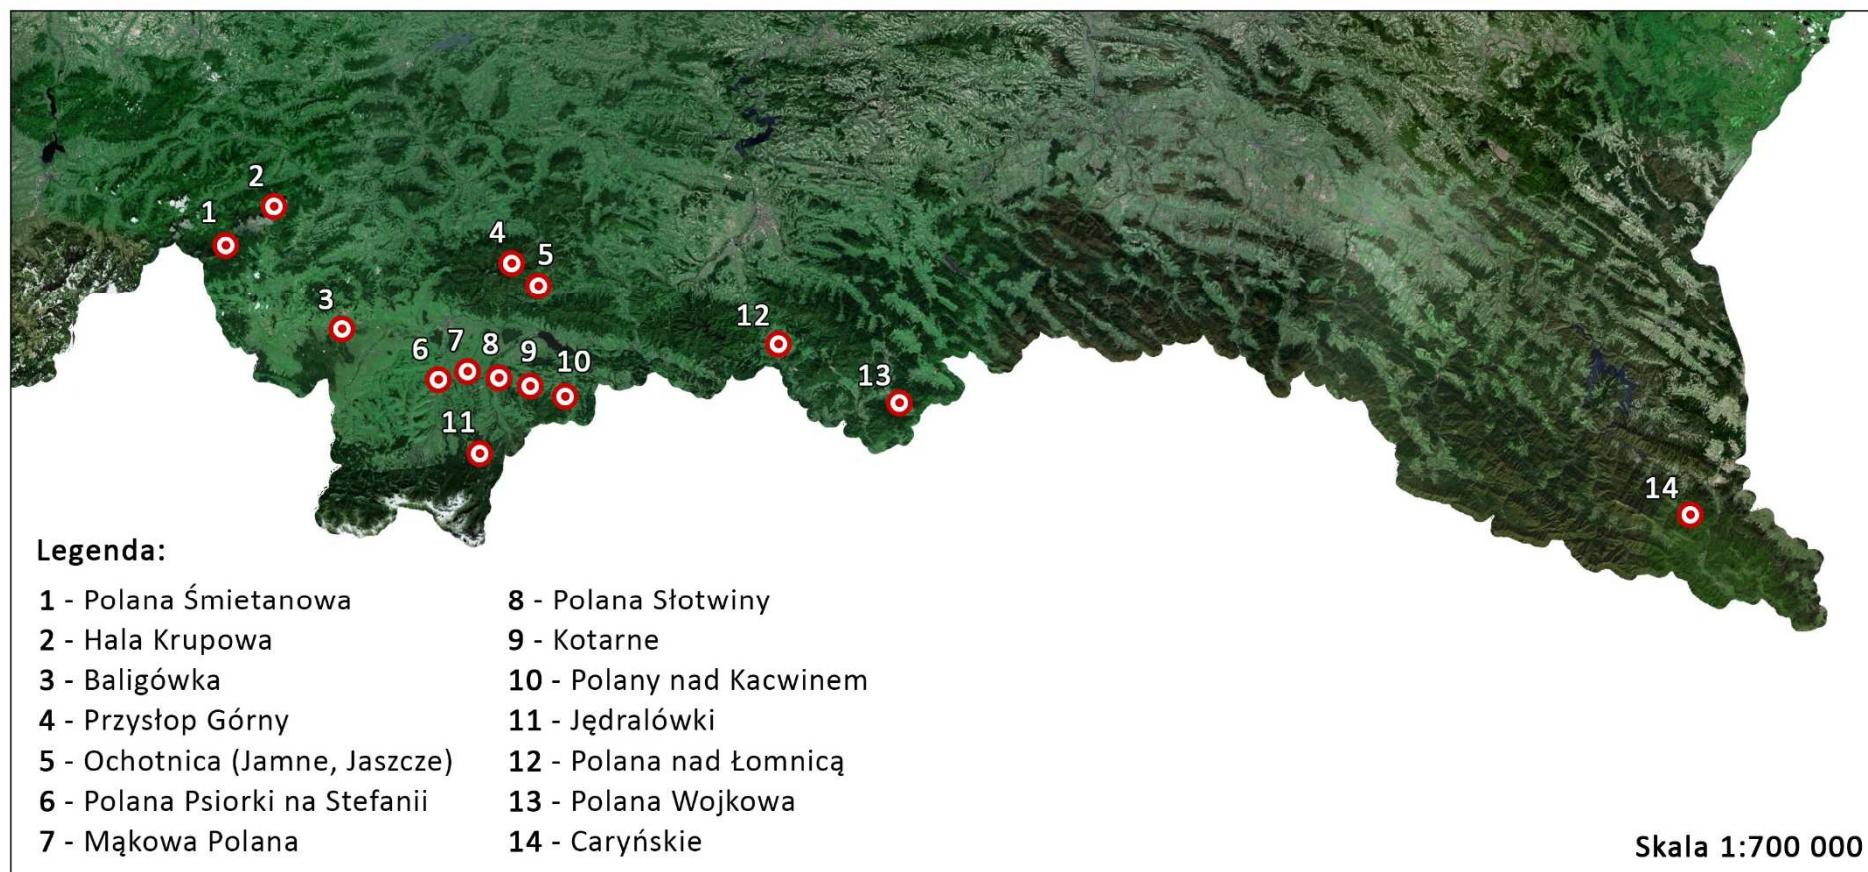 2
1
4
5
3
12
7
8
9
6
10
13
11
14
Legenda:
1 - Polana Śmietanowa
2 - Hala Krupowa
3 - Baligówka
4 - Przysłop Górny
5 - Ochotnica (Jamne, Jaszcze)
6 - Polana Psiorki na Stefanii
7 - Mąkowa Polana
8 - Polana Słotwiny
9 - Kotarne
10 - Polany nad Kacwinem
11 - Jędralówki
12 - Polana nad Łomnicą
13 - Polana Wojkowa
14 - Caryńskie
Skala 1:700 000